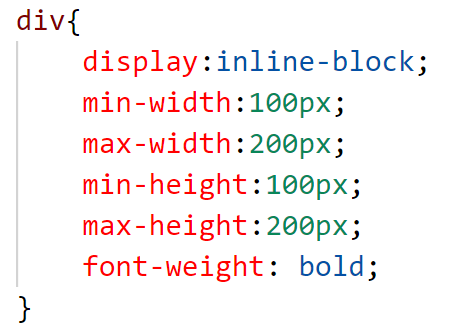 div{
display:inline-block;
min-width:100px;
max-width:200px;
min-height:100px;
max-height:200px;
font-weight: bold;
}